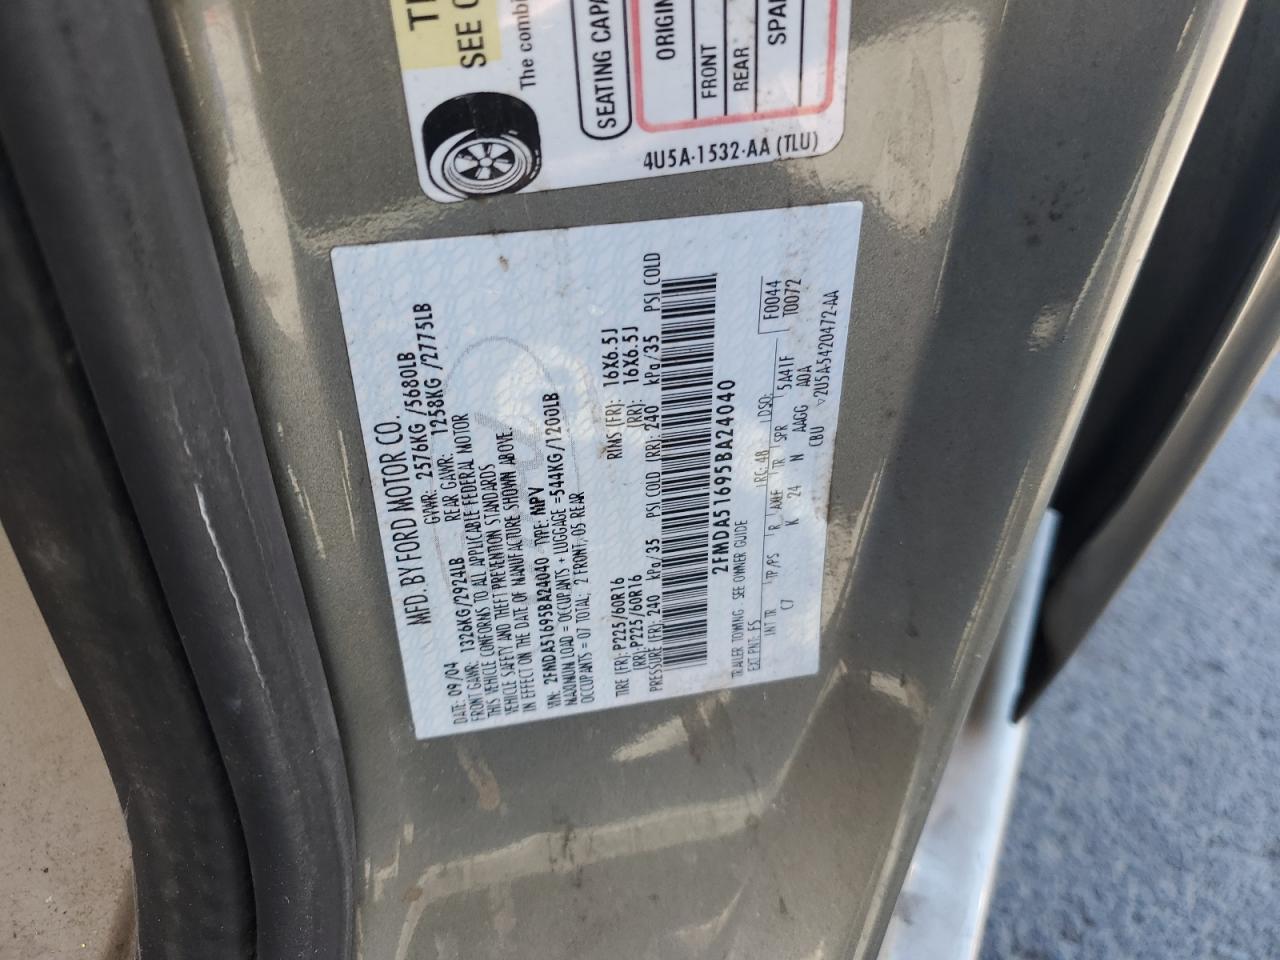 TI
SEE O
The combi
SEATING CAPA
ORIGIN
FRONT
REAR
SPAR
4U5A-1532-AA (TLU)
MFD. BY FORD MOTOR CO.
DATE: 09/04 GVWR: 2576KG /5680LB
FRONT GAWR: 1326KG/2924LB REAR GAWR: 1258KG /2775LB
THIS VEHICLE CONFORMS TO ALL APPLICABLE FEDERAL MOTOR
VEHICLE SAFETY AND THEFT PREVENTION STANDARDS
IN EFFECT ON THE DATE OF MANUFACTURE SHOWN ABOVE.
VIN: 2FMDA51695BA24040 TYPE: MPV
MAXIMUM LOAD = OCCUPANTS + LUGGAGE =544KG/1200LB
OCCUPANTS = 07 TOTAL; 2 FRONT, 05 REAR
TIRE (FR): P225/60R16 RIMS (FR): 16X6.5J
(RR): P225/60R16 (RR): 16X6.5J
PRESSURE (FR): 240 kPa/35 PSI COLD (RR): 240 kPa/35 PSI COLD
2FMDA51695BA24040
TRAILER TOWING SEE OWNER GUIDE
EXT PNT: F5 RC: 48 DSO: F0044
INT TR TP/PS R AXLE TR SPR 5A41F T0072
C7 K 24 N AAGG A0A
CBU 2U5A-5420472-AA